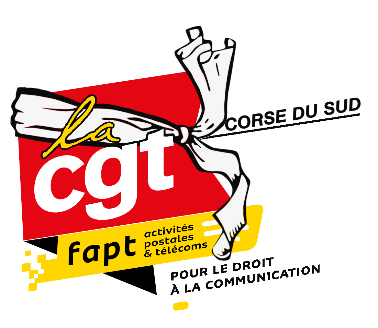 CORSE DU SUD
la
cgt
fapt
activités
postales
& télécoms
POUR LE DROIT
À LA COMMUNICATION